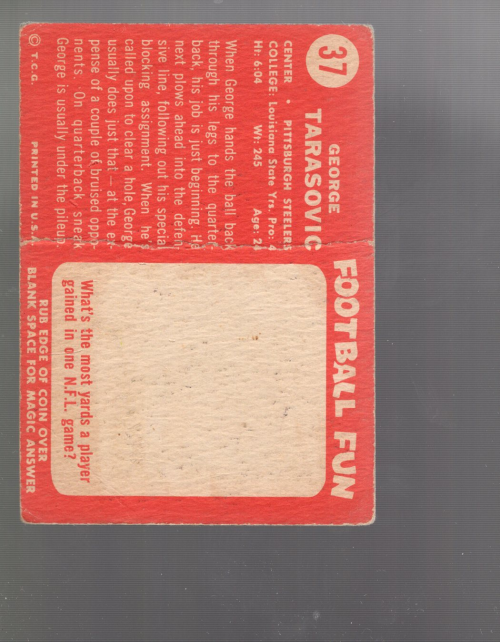 37
GEORGE
TARASOVIC
CENTER • PITTSBURGH STEELERS
COLLEGE: Louisiana State Yrs. Pro: 4
Ht: 6:04 Wt: 245 Age: 24
When George hands the ball back
through his legs to the quarter-
back, his job is just beginning. He
next plows ahead into the defen-
sive line, following out his special
blocking assignment. When he's
called upon to clear a hole, George
usually does just that—at the ex-
pense of a couple of bruised oppo-
nents. On quarterback sneaks
George is usually under the pileup.
© T.C.G. PRINTED IN U.S.A.
FOOTBALL FUN
What's the most yards a player
gained in one N.F.L. game?
RUB EDGE OF COIN OVER
BLANK SPACE FOR MAGIC ANSWER